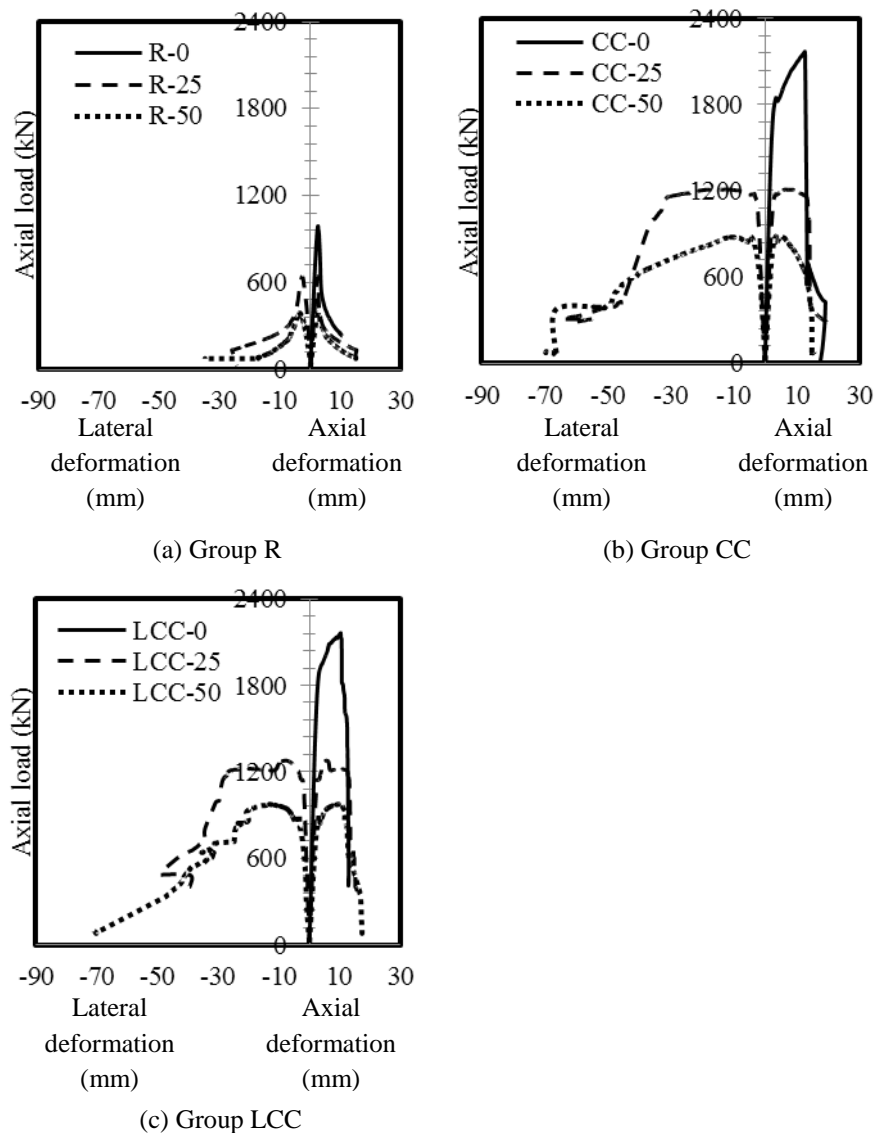 2400
R-0
R-25
R-50
1800
1200
600
0
Axial load (kN)
-90 -70 -50 -30 -10 10 30
Lateral deformation (mm)
Axial deformation (mm)
(a) Group R
2400
CC-0
CC-25
CC-50
1800
1200
600
0
Axial load (kN)
-90 -70 -50 -30 -10 10 30
Lateral deformation (mm)
Axial deformation (mm)
(b) Group CC
2400
LCC-0
LCC-25
LCC-50
1800
1200
600
0
Axial load (kN)
-90 -70 -50 -30 -10 10 30
Lateral deformation (mm)
Axial deformation (mm)
(c) Group LCC